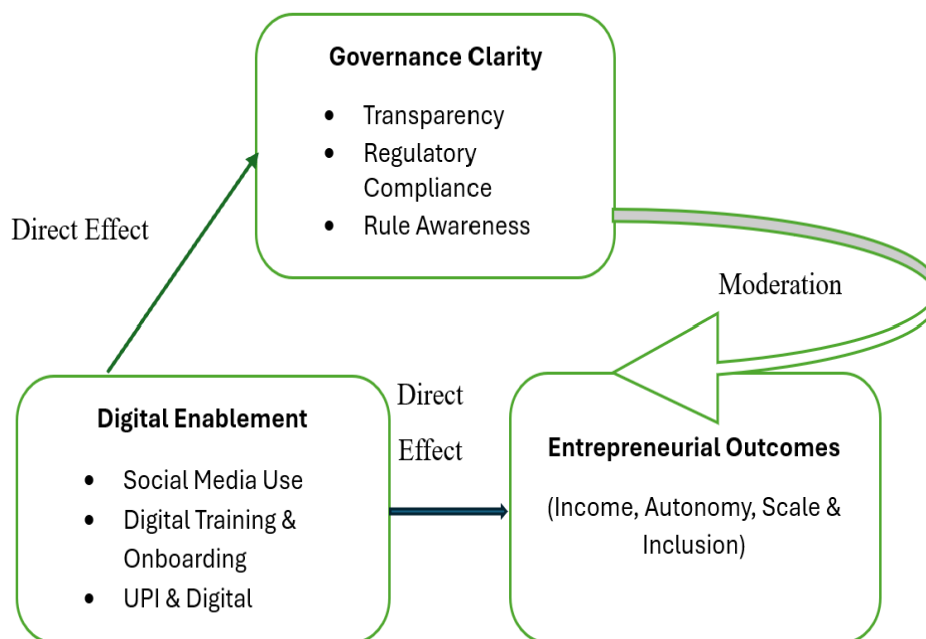 Governance Clarity
• Transparency
• Regulatory
Compliance
• Rule Awareness
Direct Effect
Moderation
Digital Enablement
• Social Media Use
• Digital Training &
Onboarding
• UPI & Digital
Direct
Effect
Entrepreneurial Outcomes
(Income, Autonomy, Scale &
Inclusion)